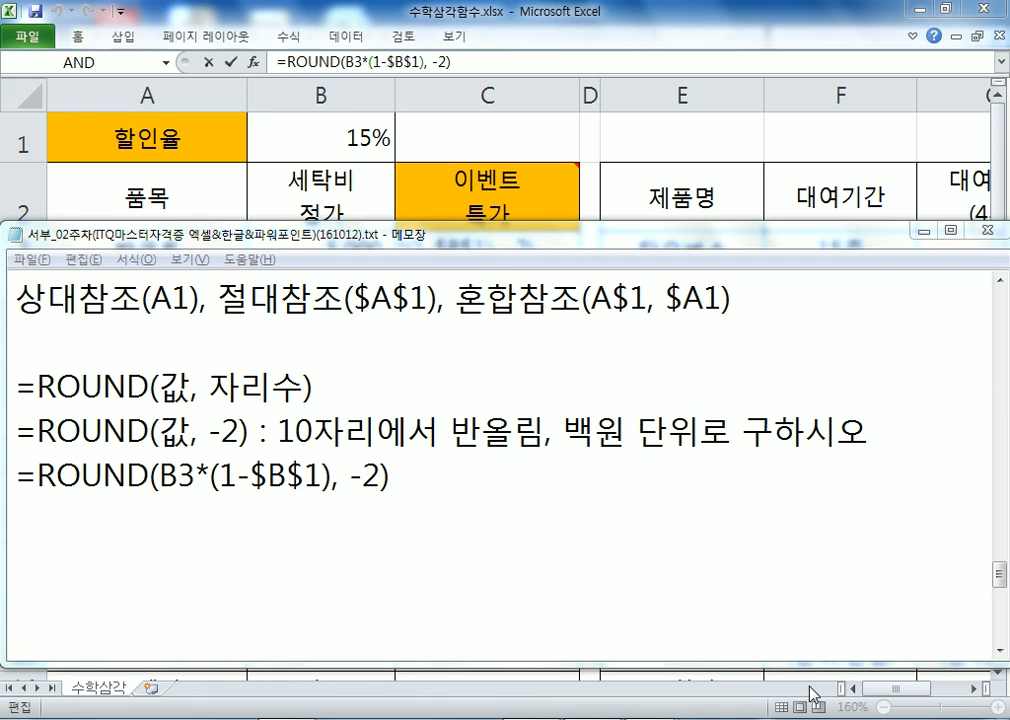 수학삼각함수.xlsx - Microsoft Excel
파일 홈 삽입 페이지 레이아웃 수식 데이터 검토 보기
AND =ROUND(B3*(1-$B$1), -2)
A B C D E F
1 할인율 15%
2 품목 세탁비 정가 이벤트 특가 제품명 대여기간 대여
서부_02주차(ITQ마스터자격증 엑셀&한글&파워포인트)(161012).txt - 메모장
파일(F) 편집(E) 서식(O) 보기(V) 도움말(H)
상대참조(A1), 절대참조($A$1), 혼합참조(A$1, $A1)
=ROUND(값, 자리수)
=ROUND(값, -2) : 10자리에서 반올림, 백원 단위로 구하시오
=ROUND(B3*(1-$B$1), -2)
수학삼각
편집 160%